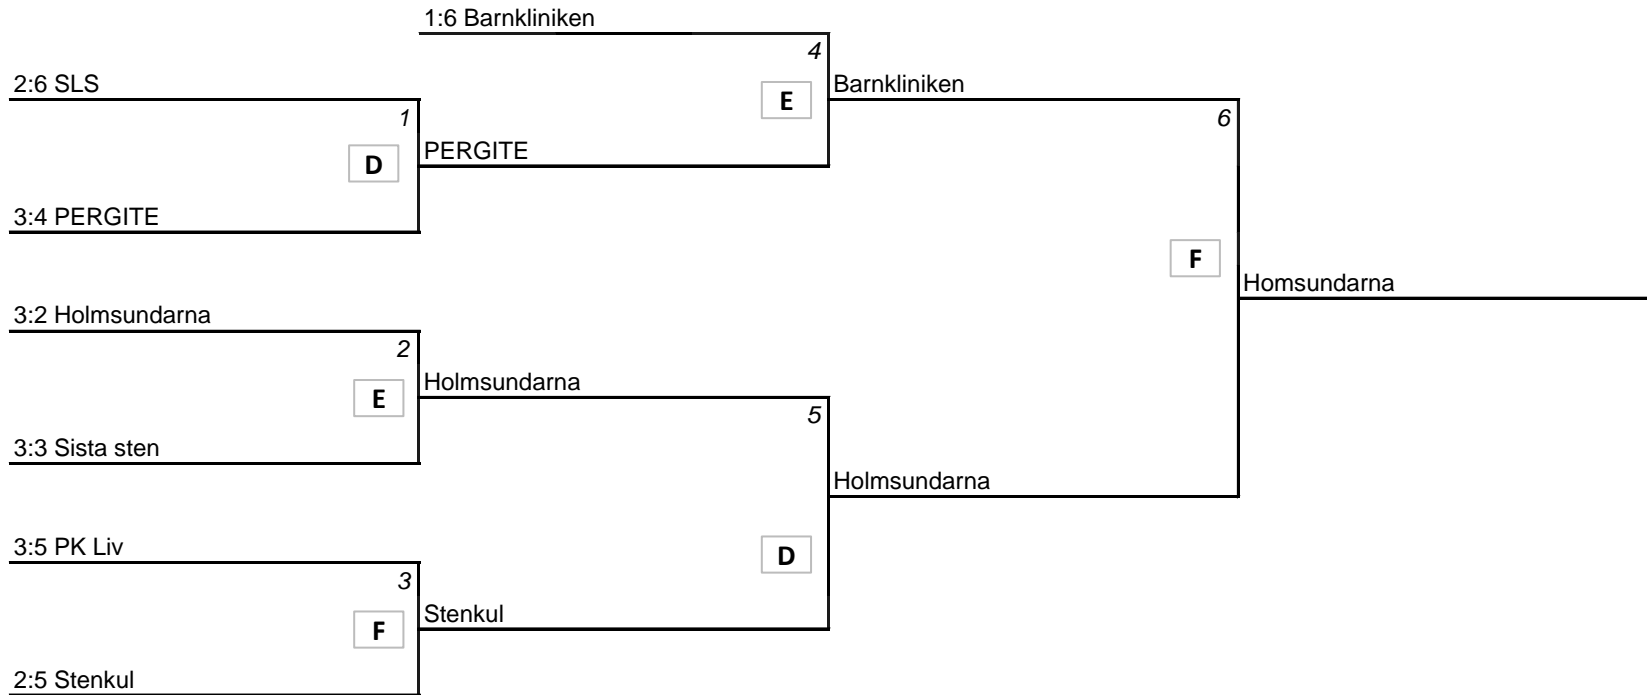 1:6 Barnkliniken
4
2:6 SLS
E
Barnkliniken
1
6
D
PERGITE
3:4 PERGITE
F
Homsundarna
3:2 Holmsundarna
2
E
Holmsundarna
5
3:3 Sista sten
Holmsundarna
3:5 PK Liv
D
3
F
Stenkul
2:5 Stenkul